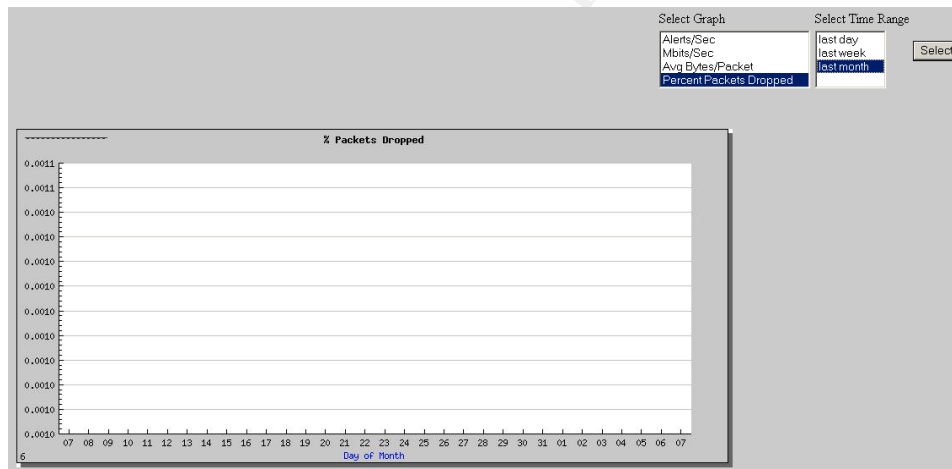 Select Graph
Select Time Range
Alerts/Sec
Mbits/Sec
Avg Bytes/Packet
Percent Packets Dropped
last day
last week
last month
Select
% Packets Dropped
0.0011
0.0011
0.0010
0.0010
0.0010
0.0010
0.0010
0.0010
0.0010
0.0010
0.0010
0.0010
07 08 09 10 11 12 13 14 15 16 17 18 19 20 21 22 23 24 25 26 27 28 29 30 31 01 02 03 04 05 06 07
6
Day of Month